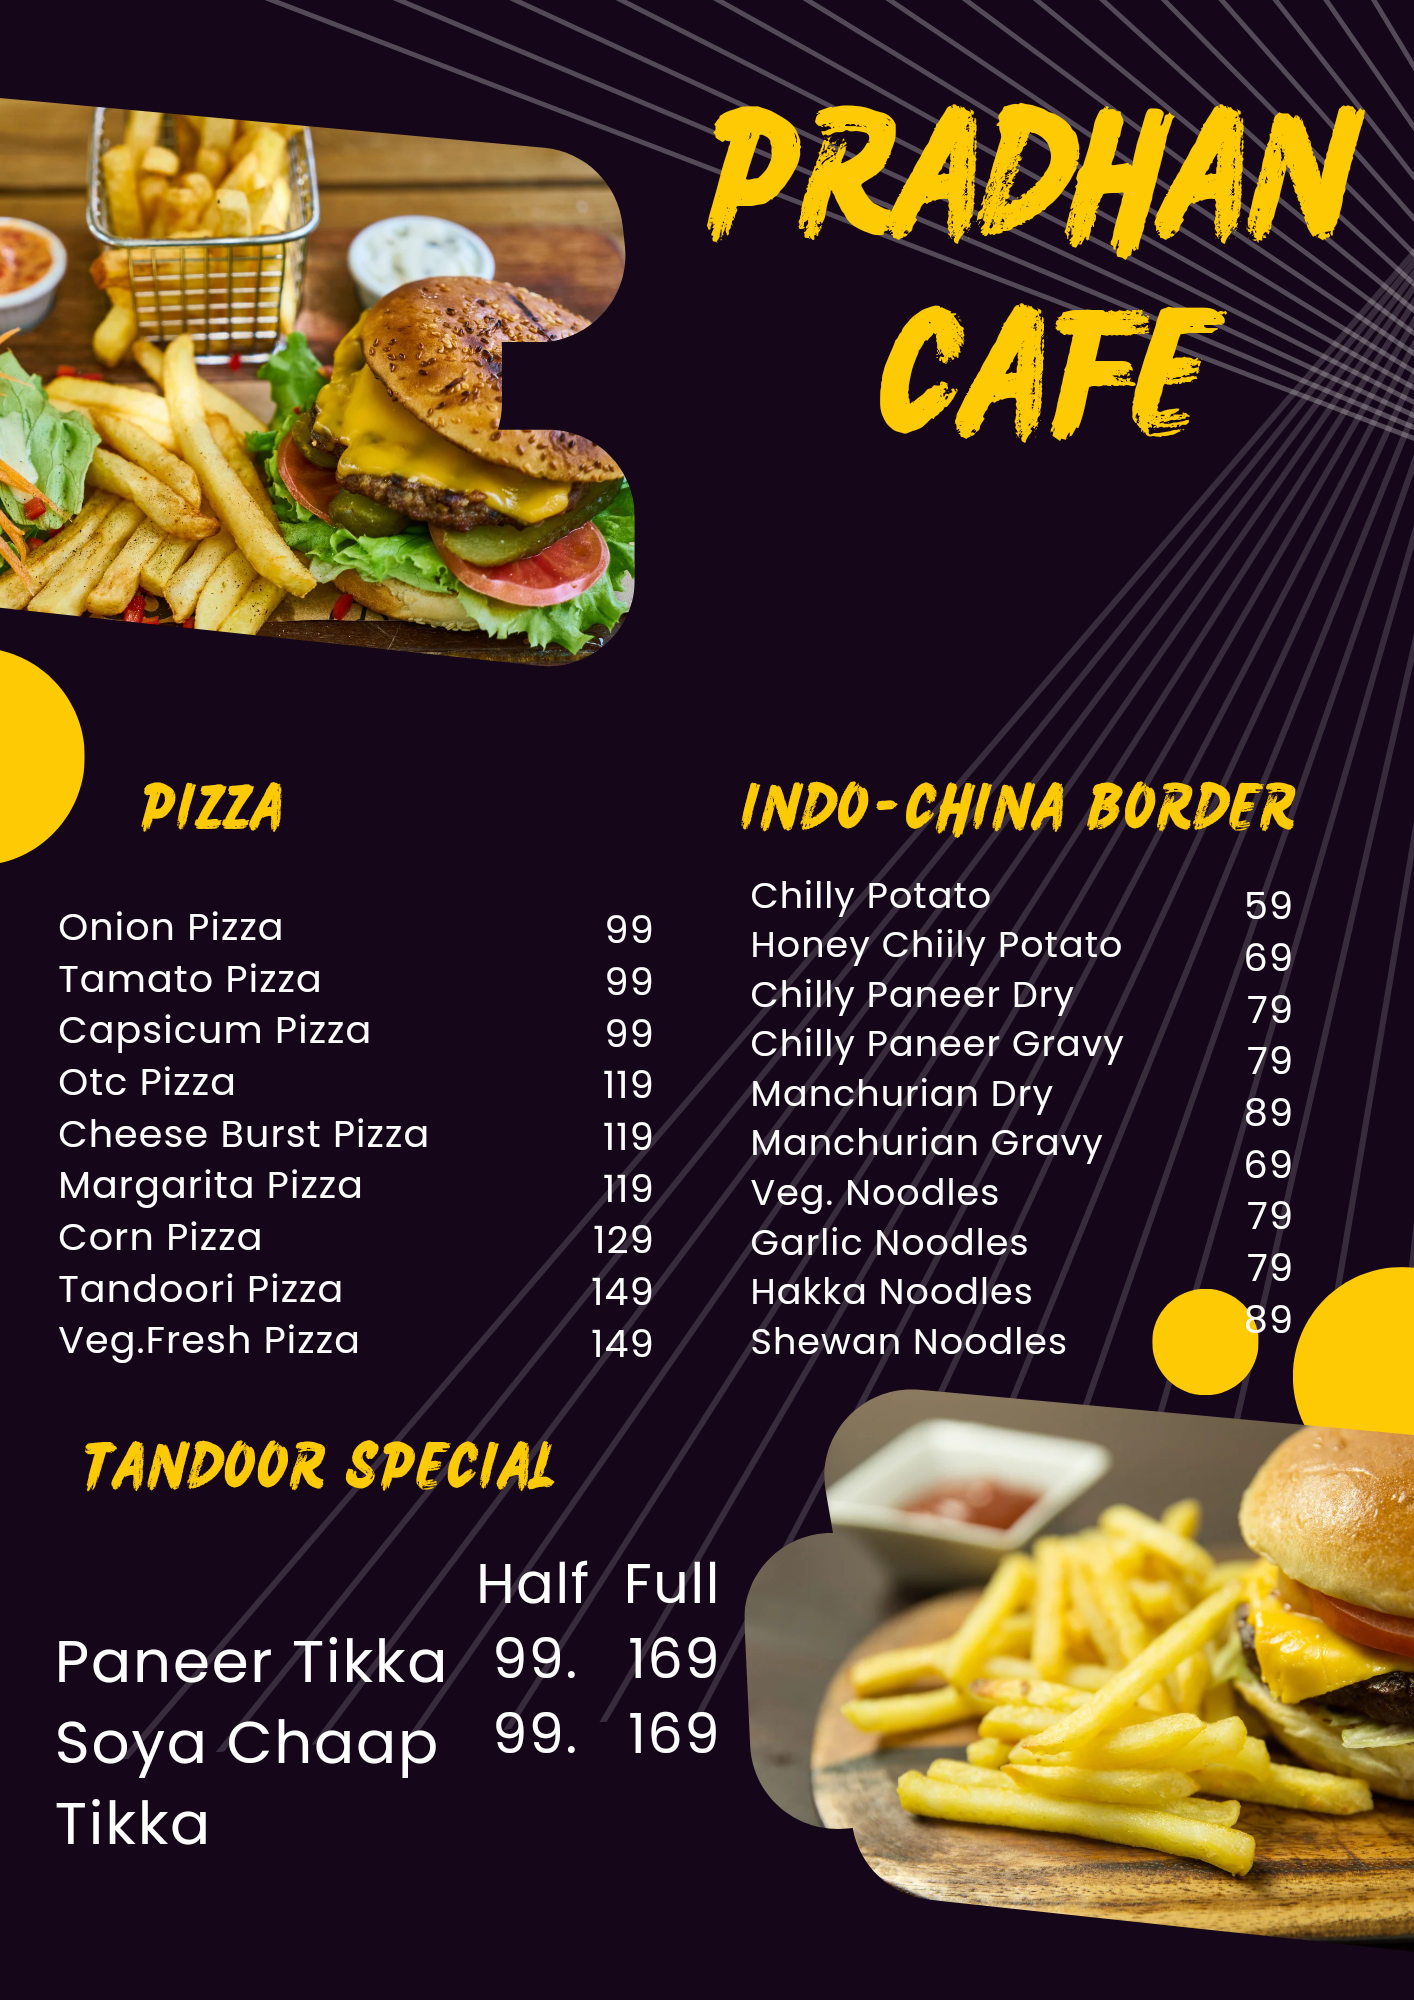 PRADHAN
CAFE
PIZZA
Onion Pizza 99
Tamato Pizza 99
Capsicum Pizza 99
Otc Pizza 119
Cheese Burst Pizza 119
Margarita Pizza 119
Corn Pizza 129
Tandoori Pizza 149
Veg.Fresh Pizza 149
INDO-CHINA BORDER
Chilly Potato
Honey Chiily Potato
Chilly Paneer Dry
Chilly Paneer Gravy
Manchurian Dry
Manchurian Gravy
Veg. Noodles
Garlic Noodles
Hakka Noodles
Shewan Noodles
59
69
79
79
89
69
79
79
89
TANDOOR SPECIAL
Half Full
Paneer Tikka 99. 169
Soya Chaap 99. 169
Tikka